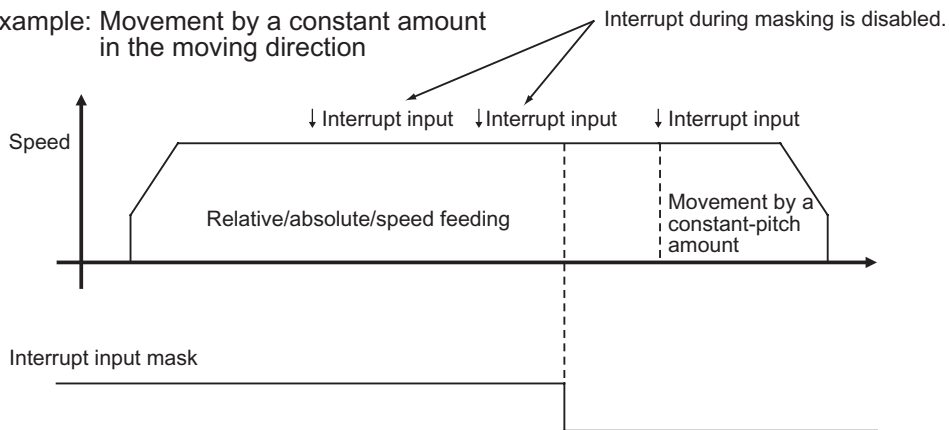 xample: Movement by a constant amount
in the moving direction
Interrupt during masking is disabled.
↓ Interrupt input ↓Interrupt input ↓ Interrupt input
Speed
Relative/absolute/speed feeding
Movement by a
constant-pitch
amount
Interrupt input mask